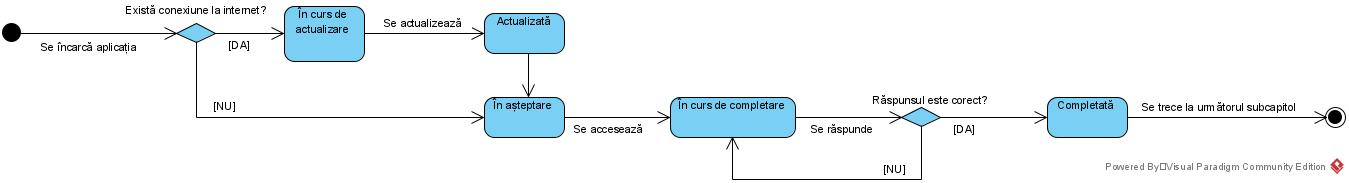 Există conexiune la internet?
Se încarcă aplicația
[DA]
În curs de
actualizare
Se actualizează
Actualizată
[NU]
În așteptare
Se accesează
În curs de completare
Se răspunde
Răspunsul este corect?
[DA]
[NU]
Completată
Se trece la următorul subcapitol
Powered By Visual Paradigm Community Edition